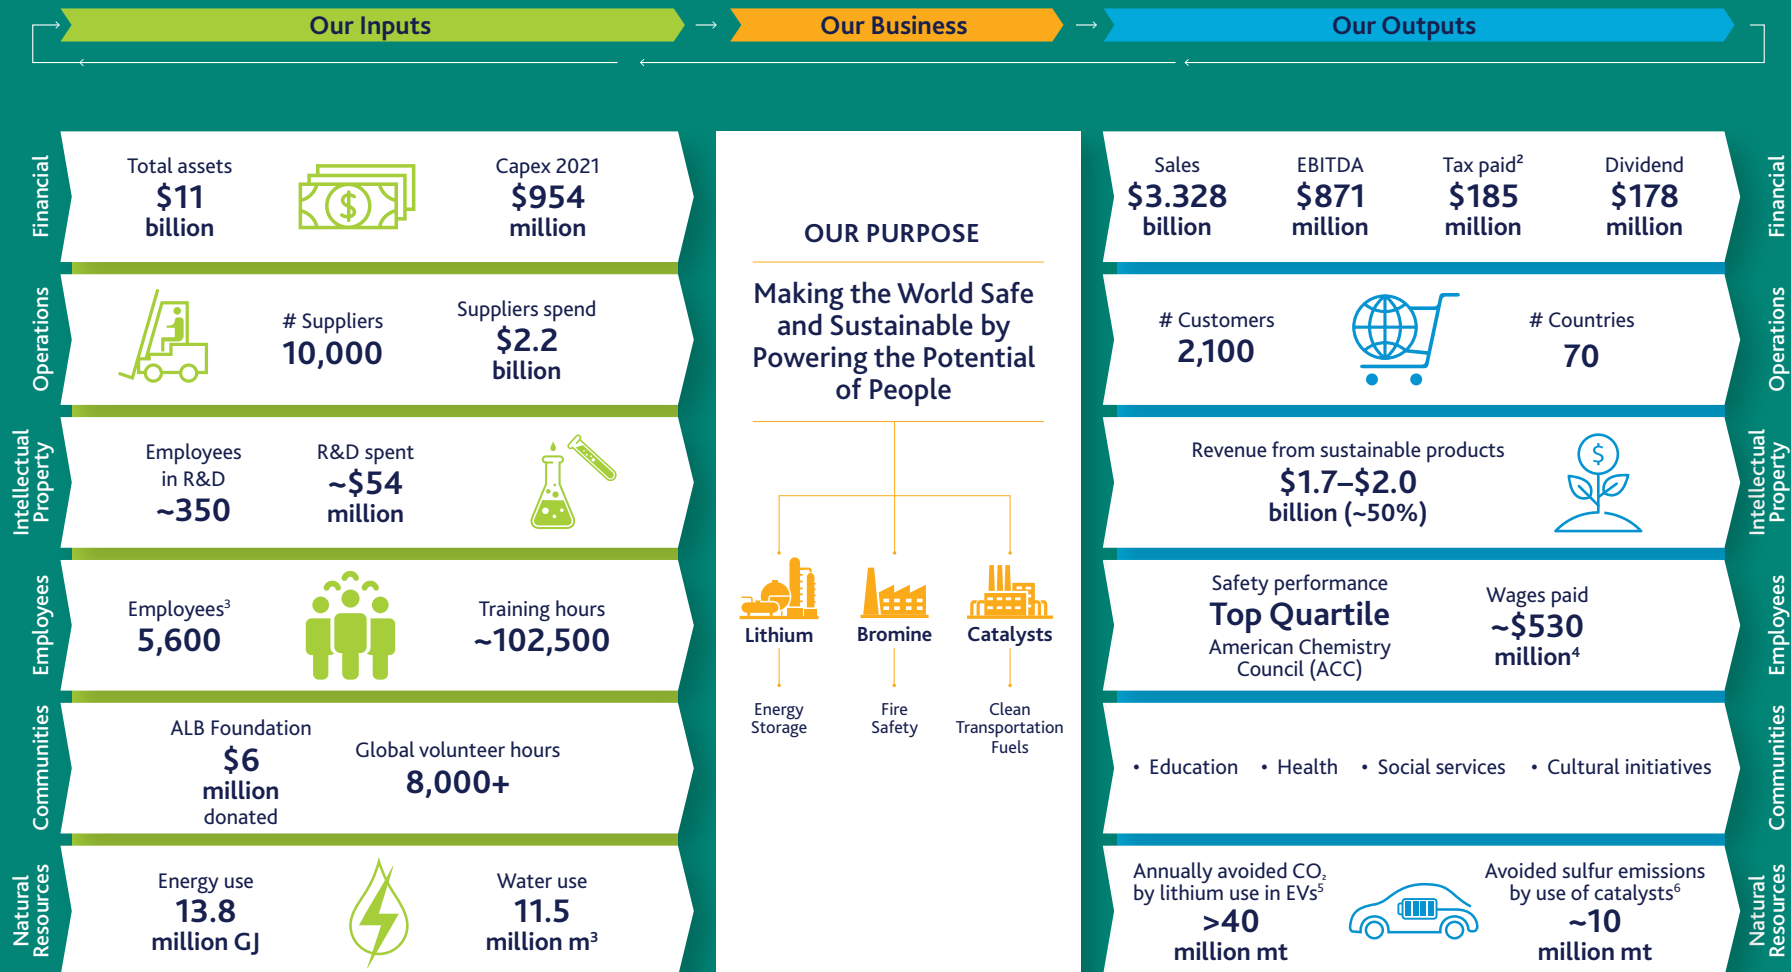 Our Inputs
Our Business
Our Outputs
Financial
Total assets
$11
billion
Capex 2021
$954
million
Operations
# Suppliers
10,000
Suppliers spend
$2.2
billion
Intellectual
Property
Employees
in R&D
~350
R&D spent
~$54
million
Employees
Employees³
5,600
Training hours
~102,500
Communities
ALB Foundation
$6
million
donated
Global volunteer hours
8,000+
Natural
Resources
Energy use
13.8
million GJ
Water use
11.5
million m³
OUR PURPOSE
Making the World Safe
and Sustainable by
Powering the Potential
of People
Lithium
Bromine
Catalysts
Energy
Storage
Fire
Safety
Clean
Transportation
Fuels
Sales
$3.328
billion
EBITDA
$871
million
Tax paid²
$185
million
Dividend
$178
million
Financial
# Customers
2,100
# Countries
70
Operations
Revenue from sustainable products
$1.7–$2.0
billion (~50%)
$
Intellectual
Property
Safety performance
Top Quartile
American Chemistry
Council (ACC)
Wages paid
~$530
million⁴
Employees
• Education • Health • Social services • Cultural initiatives
Communities
Annually avoided CO₂
by lithium use in EVs⁵
>40
million mt
Avoided sulfur emissions
by use of catalysts⁶
~10
million mt
Natural
Resources